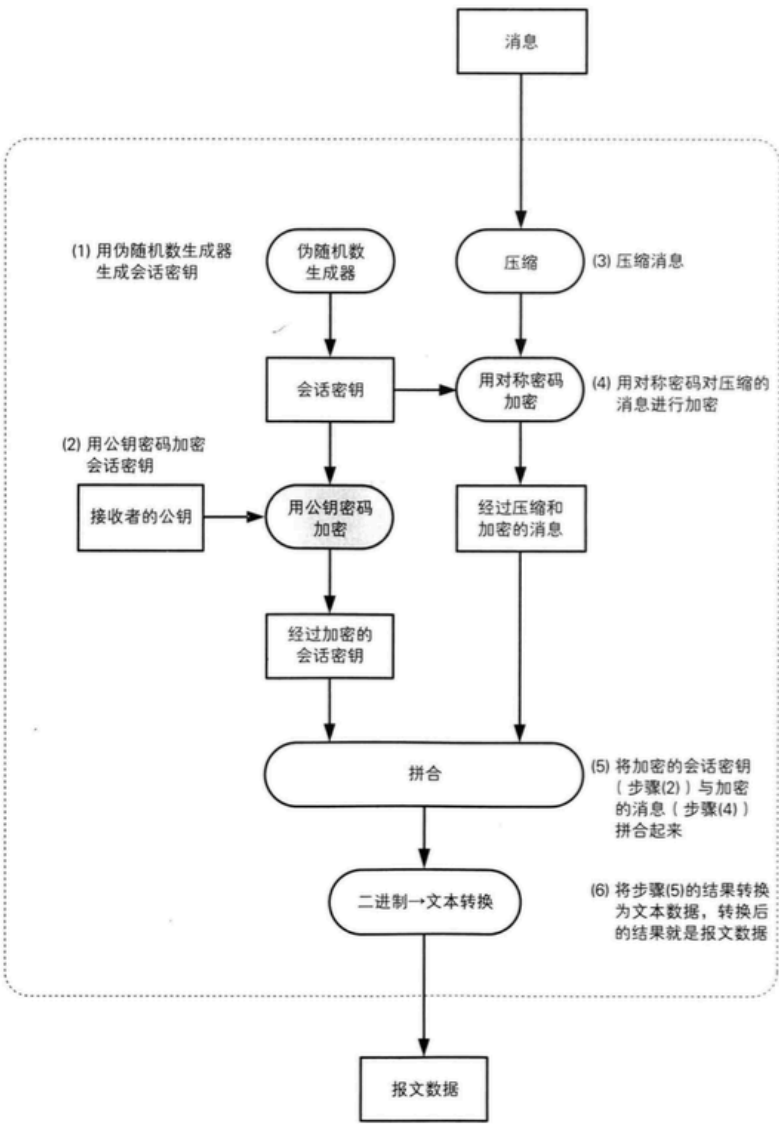 消息
(1) 用伪随机数生成器
生成会话密钥
伪随机数
生成器
压缩
(3) 压缩消息
会话密钥
用对称密码
加密
(4) 用对称密码对压缩的
消息进行加密
(2) 用公钥密码加密
会话密钥
接收者的公钥
用公钥密码
加密
经过压缩和
加密的消息
经过加密的
会话密钥
拼合
(5) 将加密的会话密钥
(步骤(2))与加密
的消息(步骤(4))
拼合起来
二进制→文本转换
(6) 将步骤(5)的结果转换
为文本数据，转换后
的结果就是报文数据
报文数据